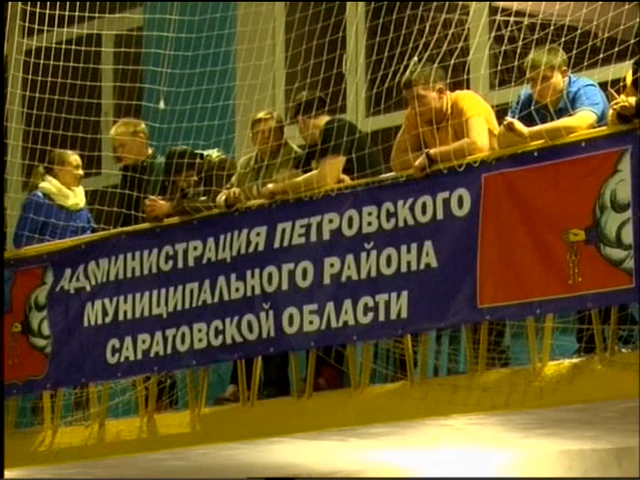 АДМИНИСТРАЦИЯ ПЕТРОВСКОГО
МУНИЦИПАЛЬНОГО РАЙОНА
САРАТОВСКОЙ ОБЛАСТИ